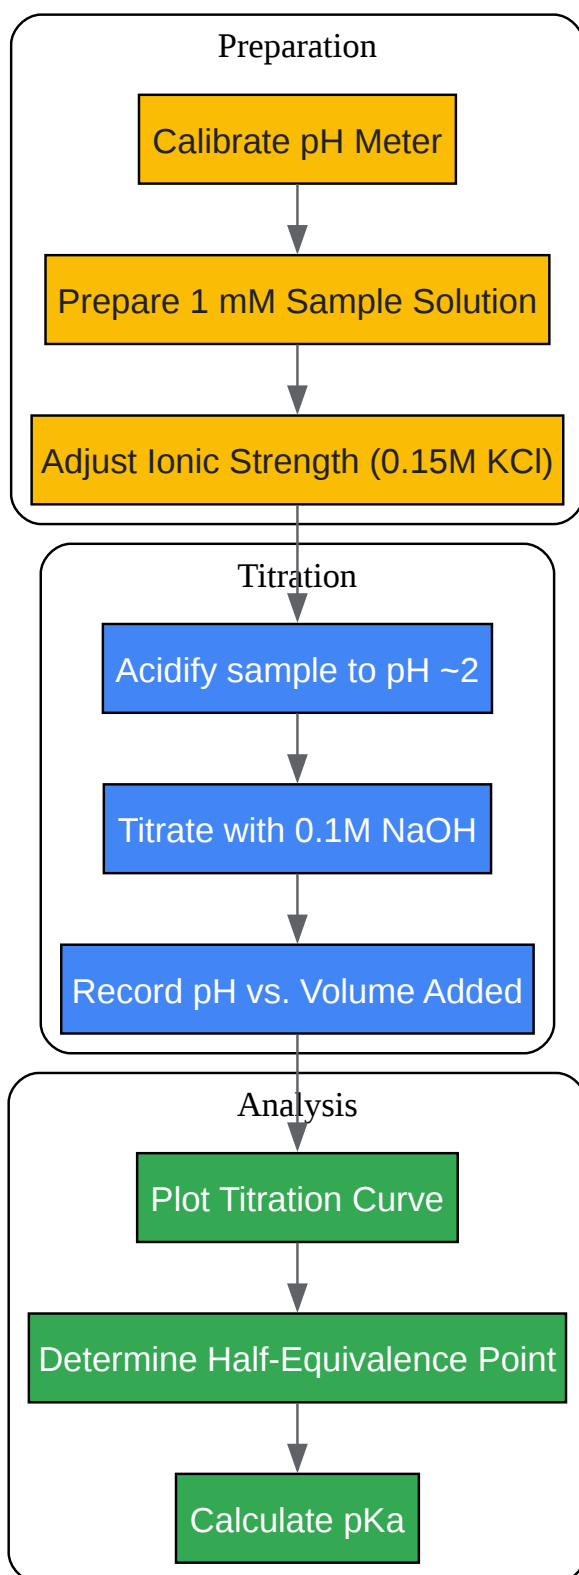 Preparation
Calibrate pH Meter
Prepare 1 mM Sample Solution
Adjust Ionic Strength (0.15M KCl)
Titration
Acidify sample to pH ~2
Titrate with 0.1M NaOH
Record pH vs. Volume Added
Analysis
Plot Titration Curve
Determine Half-Equivalence Point
Calculate pKa